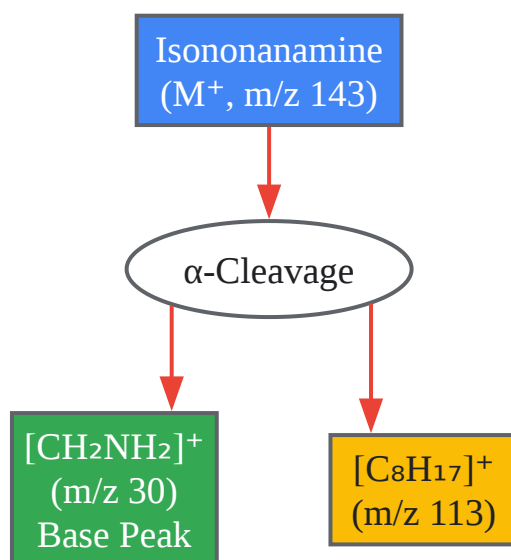 Isononanamine
(M⁺, m/z 143)
α-Cleavage
[CH₂NH₂]⁺
(m/z 30)
Base Peak
[C₈H₁₇]⁺
(m/z 113)